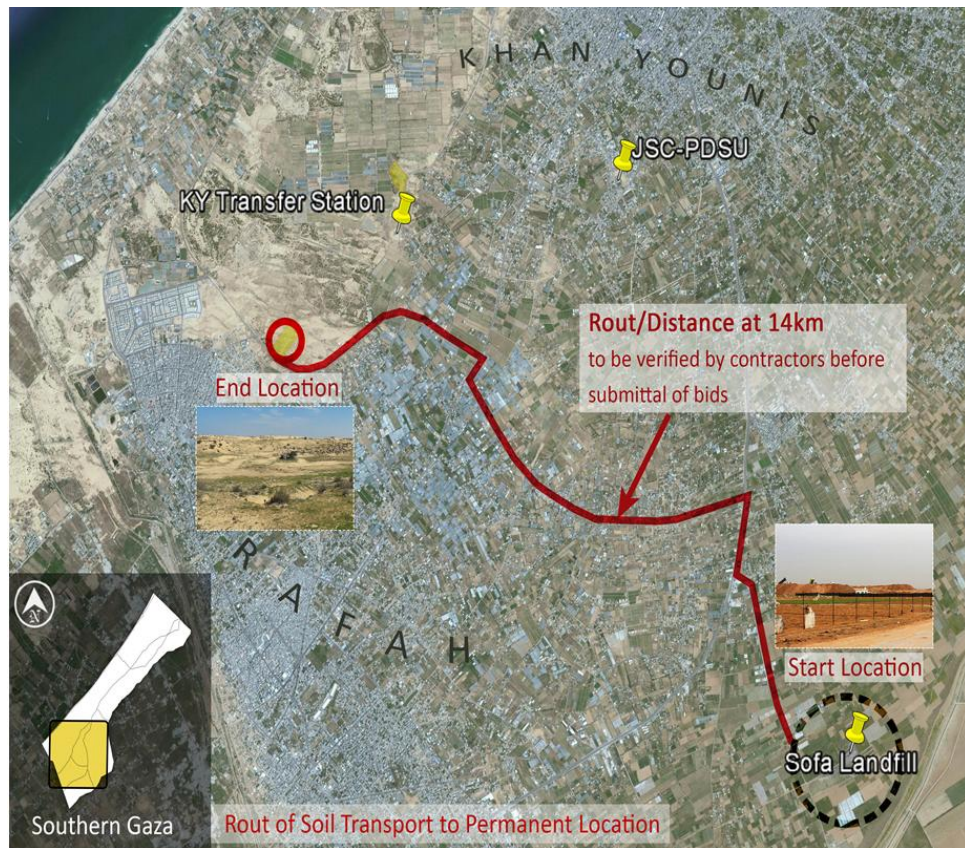 KHAN YOUNIS
JSC-PDSU
KY Transfer Station
Rout/Distance at 14km
to be verified by contractors before
submittal of bids
End Location
RAFAH
Start Location
Sofa Landfill
N
Southern Gaza
Rout of Soil Transport to Permanent Location